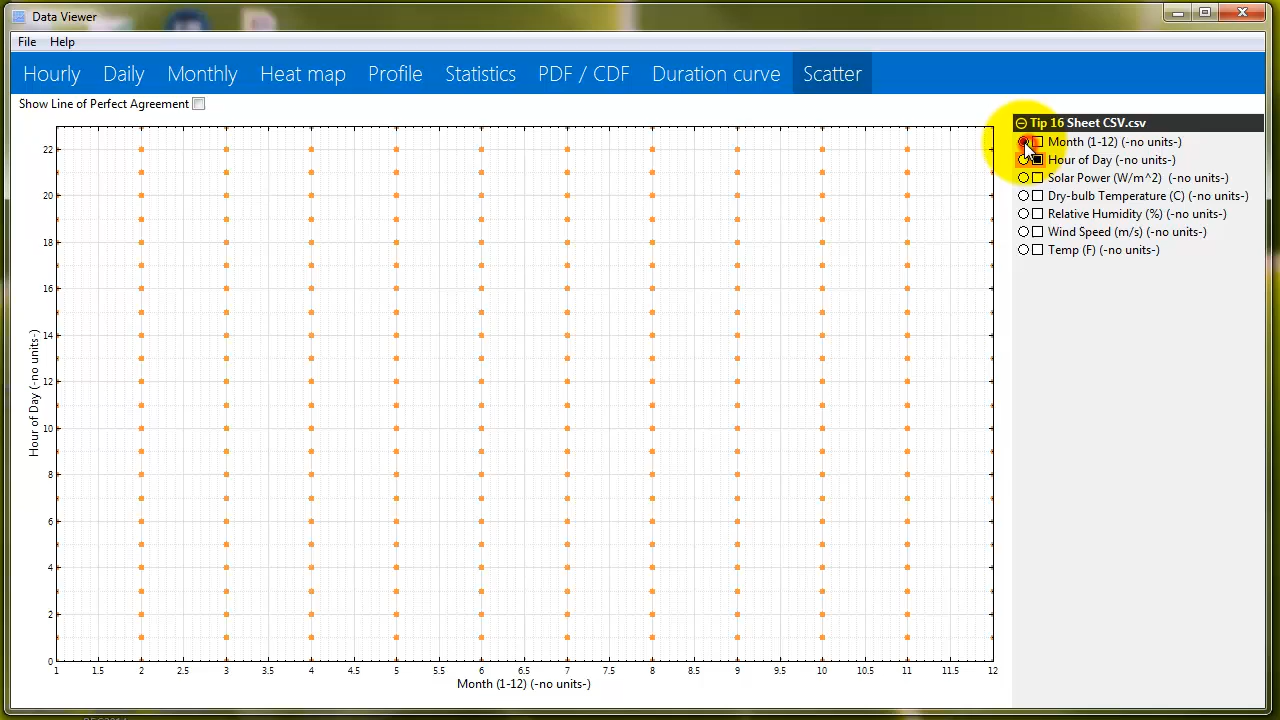 Data Viewer
File Help
Hourly Daily Monthly Heat map Profile Statistics PDF / CDF Duration curve Scatter
Show Line of Perfect Agreement
Tip 16 Sheet CSV.csv
Month (1-12) (-no units-)
Hour of Day (-no units-)
Solar Power (W/m^2) (-no units-)
Dry-bulb Temperature (C) (-no units-)
Relative Humidity (%) (-no units-)
Wind Speed (m/s) (-no units-)
Temp (F) (-no units-)
22
20
18
16
14
12
10
8
6
4
2
0
Hour of Day (-no units-)
1 1.5 2 2.5 3 3.5 4 4.5 5 5.5 6 6.5 7 7.5 8 8.5 9 9.5 10 10.5 11 11.5 12
Month (1-12) (-no units-)